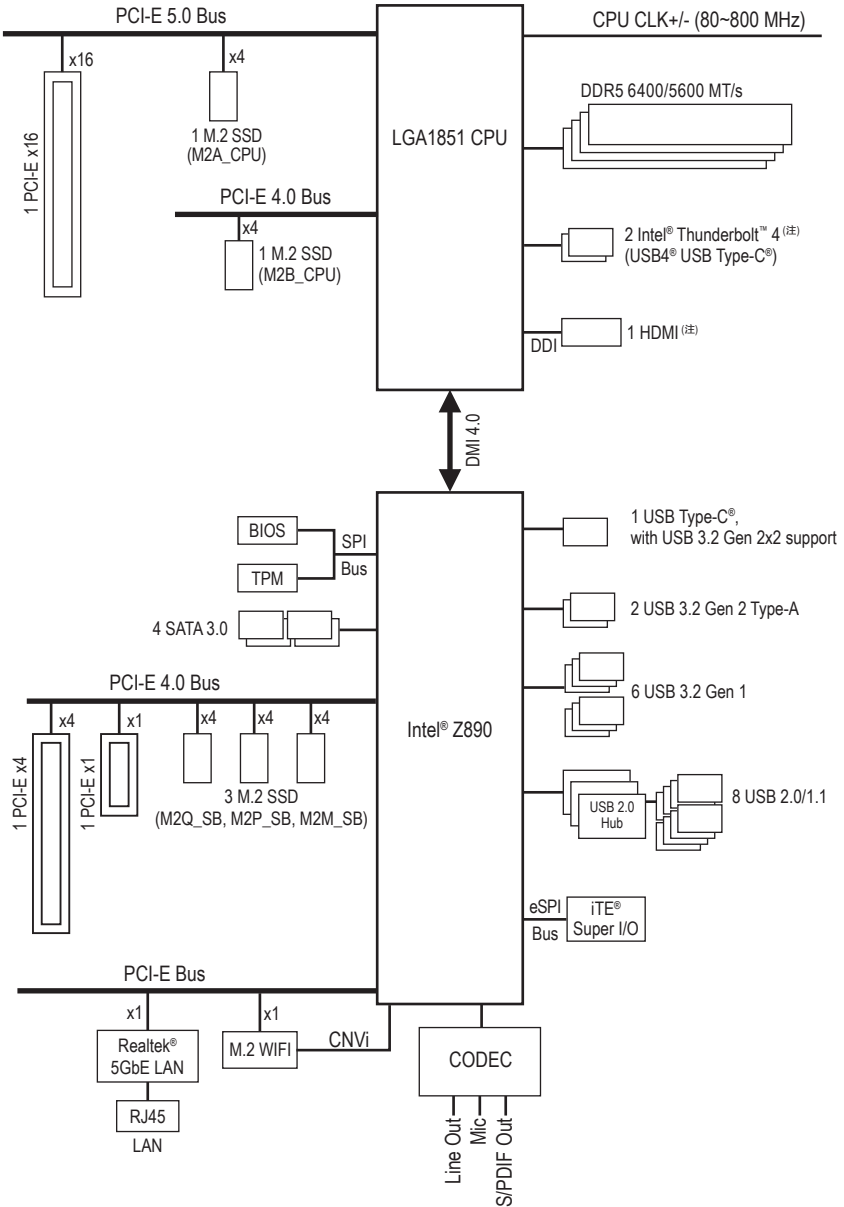 PCI-E 5.0 Bus
CPU CLK+/- (80~800 MHz)
x16
x4
DDR5 6400/5600 MT/s
1 PCI-E x16
1 M.2 SSD
(M2A_CPU)
LGA1851 CPU
PCI-E 4.0 Bus
x4
1 M.2 SSD
(M2B_CPU)
2 Intel® Thunderbolt™ 4 (注)
(USB4® USB Type-C®)
DDI
1 HDMI (注)
DMI 4.0
BIOS
TPM
SPI
Bus
1 USB Type-C®,
with USB 3.2 Gen 2x2 support
4 SATA 3.0
2 USB 3.2 Gen 2 Type-A
PCI-E 4.0 Bus
x4
x1
x4
x4
x4
6 USB 3.2 Gen 1
Intel® Z890
1 PCI-E x4
1 PCI-E x1
3 M.2 SSD
(M2Q_SB, M2P_SB, M2M_SB)
USB 2.0
Hub
8 USB 2.0/1.1
eSPI
Bus
iTE®
Super I/O
PCI-E Bus
x1
x1
Realtek®
5GbE LAN
M.2 WIFI
CNVi
CODEC
RJ45
LAN
Line Out
Mic
S/PDIF Out